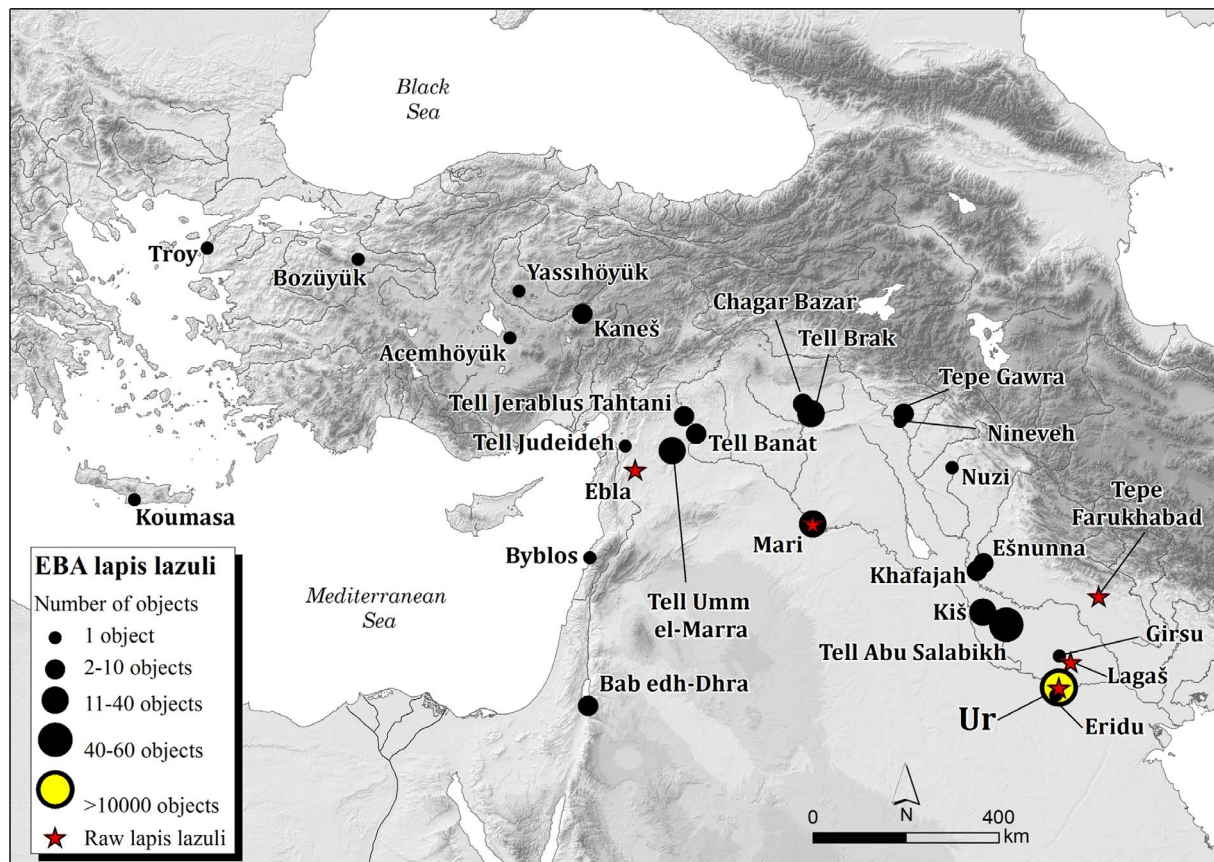 Black
Sea
Troy
Bozüyük
Yassıhöyük
Kaneš
Acemhöyük
Chagar Bazar
Tell Brak
Tepe Gawra
Nineveh
Nuzi
Tell Jerablus Tahtani
Tell Judeideh
Tell Banat
Ebla
Koumasa
Mari
Tepe
Farukhabad
Byblos
Ešnunna
Khafajah
Mediterranean
Sea
Tell Umm
el-Marra
Kiš
Tell Abu Salabikh
Girsu
Lagaš
Bab edh-Dhra
Ur
Eridu
EBA lapis lazuli
Number of objects
1 object
2-10 objects
11-40 objects
40-60 objects
>10000 objects
Raw lapis lazuli
N
0 400
km